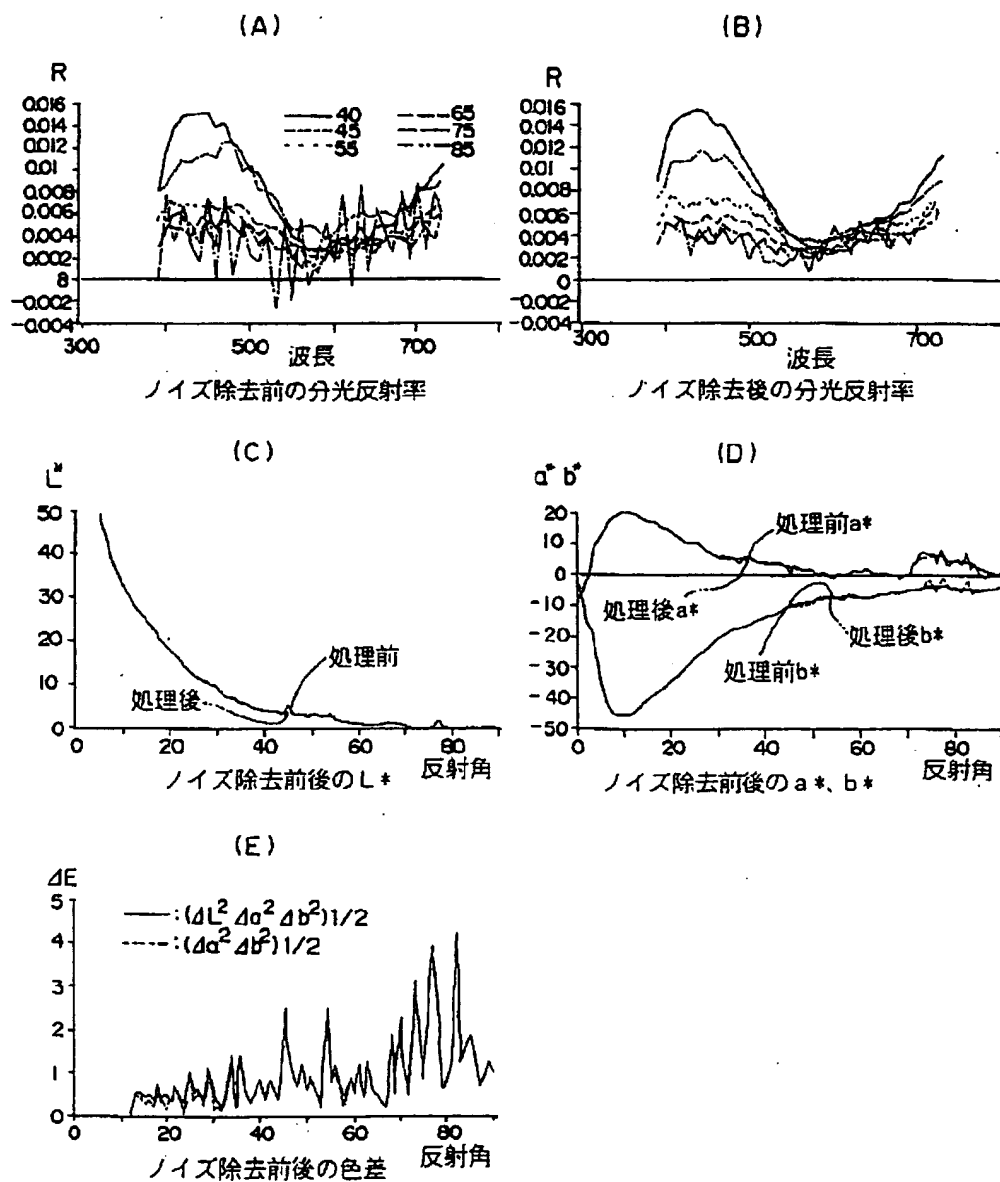 (A)
R
0.016
0.014
0.012
0.01
0.008
0.006
0.004
0.002
8
-0.002
-0.004
300
500
700
40
45
55
65
75
85
波長
ノイズ除去前の分光反射率
(B)
R
0.016
0.014
0.012
0.01
0.008
0.006
0.004
0.002
0
-0.002
-0.004
300
500
700
波長
ノイズ除去後の分光反射率
(C)
L*
50
40
30
20
10
0
0
20
40
60
80
処理前
処理後
反射角
ノイズ除去前後のL*
(D)
a* b*
20
10
0
-10
-20
-30
-40
-50
0
20
40
60
80
処理前a*
処理後a*
処理後b*
処理前b*
反射角
ノイズ除去前後のa*、b*
(E)
ΔE
5
4
3
2
1
0
0
20
40
60
80
:(ΔL² Δa² Δb²)1/2
:(Δa² Δb²)1/2
反射角
ノイズ除去前後の色差